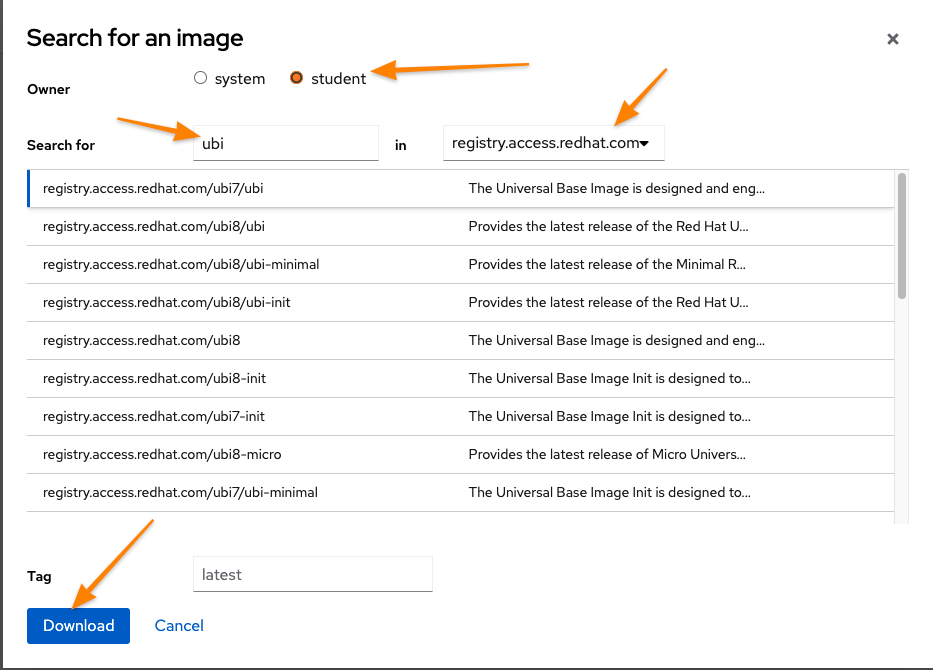 Search for an image
Owner system student
Search for ubi in registry.access.redhat.com
registry.access.redhat.com/ubi7/ubi The Universal Base Image is designed and eng...
registry.access.redhat.com/ubi8/ubi Provides the latest release of the Red Hat U...
registry.access.redhat.com/ubi8/ubi-minimal Provides the latest release of the Minimal R...
registry.access.redhat.com/ubi8/ubi-init Provides the latest release of the Red Hat U...
registry.access.redhat.com/ubi8 The Universal Base Image is designed and eng...
registry.access.redhat.com/ubi8-init The Universal Base Image Init is designed to...
registry.access.redhat.com/ubi7-init The Universal Base Image Init is designed to...
registry.access.redhat.com/ubi8-micro Provides the latest release of Micro Univers...
registry.access.redhat.com/ubi7/ubi-minimal The Universal Base Image Init is designed to...
Tag latest
Download Cancel